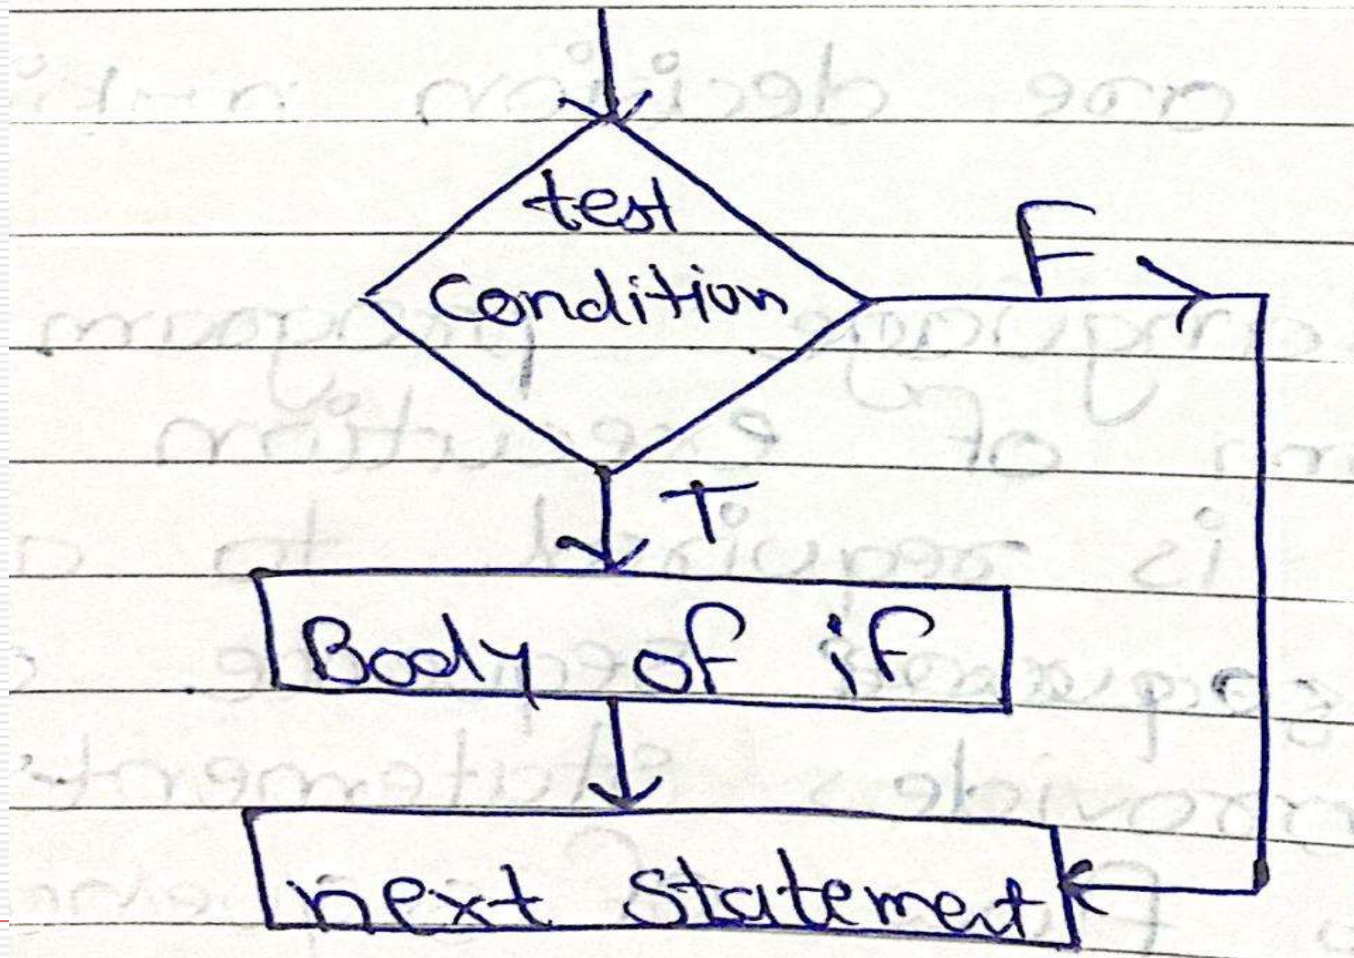 test
Condition
F
T
Body of if
next statement